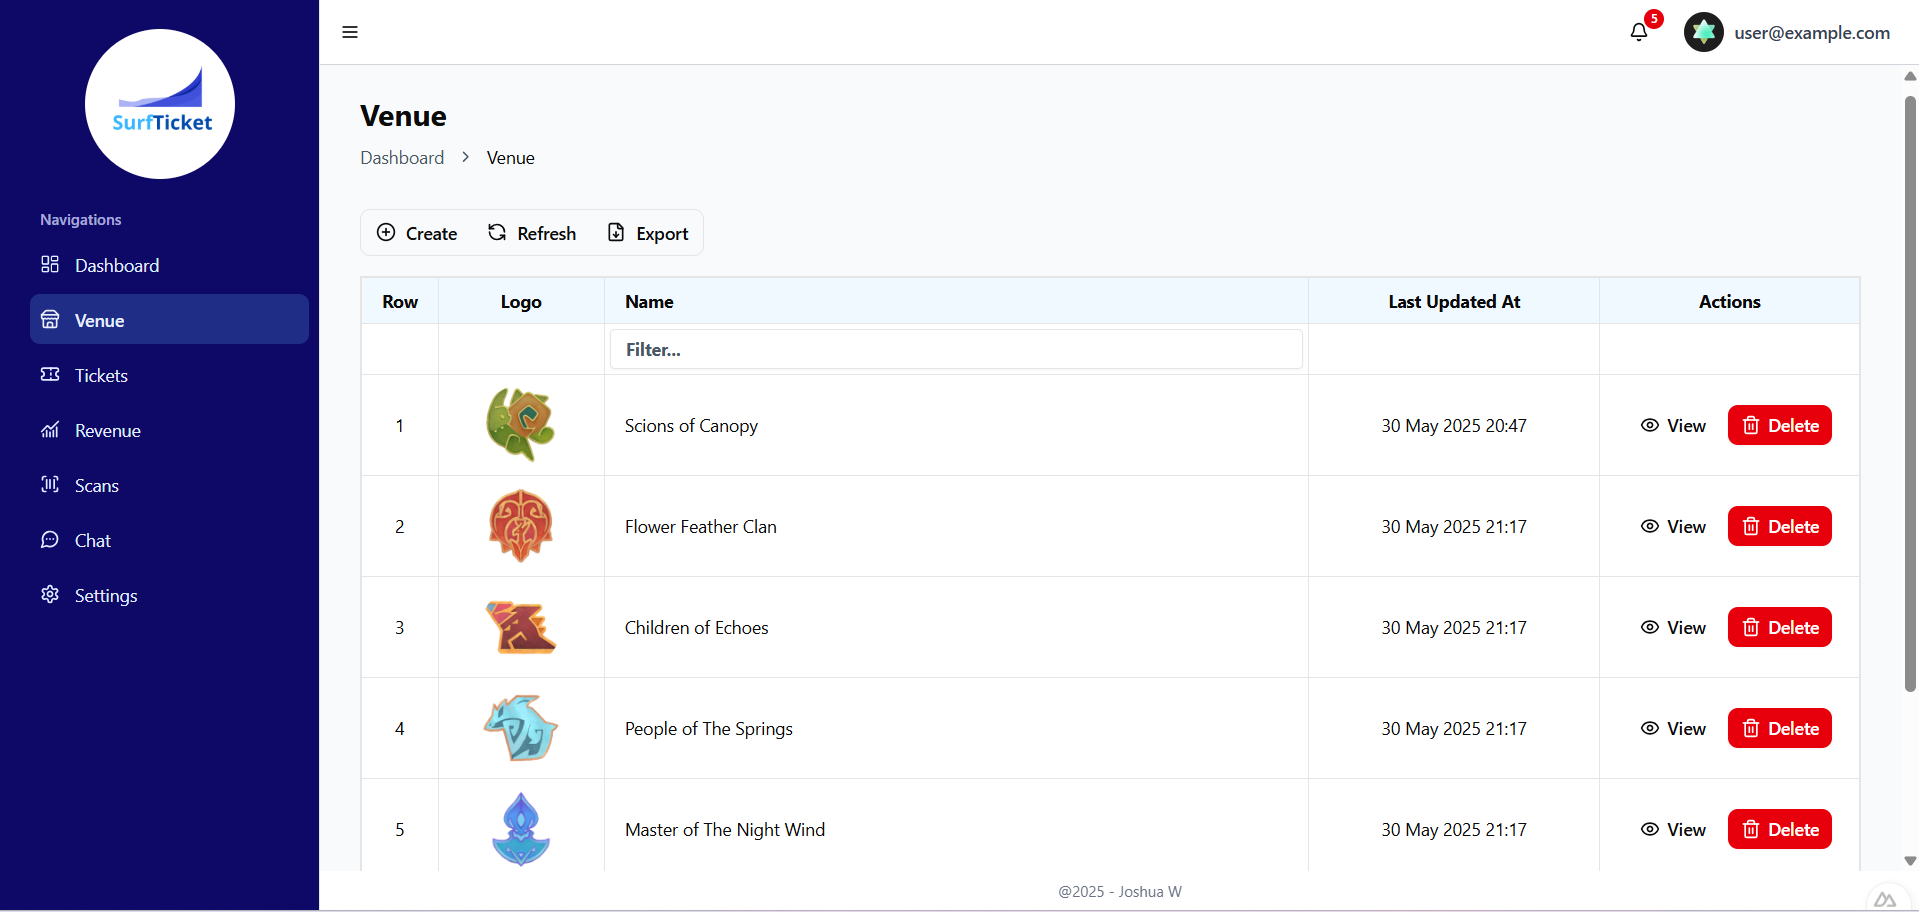 SurfTicket
Navigations
Dashboard
Venue
Tickets
Revenue
Scans
Chat
Settings
5
user@example.com
Venue
Dashboard > Venue
Create Refresh Export
Row Logo Name Last Updated At Actions
Filter...
1 Scions of Canopy 30 May 2025 20:47 View Delete
2 Flower Feather Clan 30 May 2025 21:17 View Delete
3 Children of Echoes 30 May 2025 21:17 View Delete
4 People of The Springs 30 May 2025 21:17 View Delete
5 Master of The Night Wind 30 May 2025 21:17 View Delete
@2025 - Joshua W